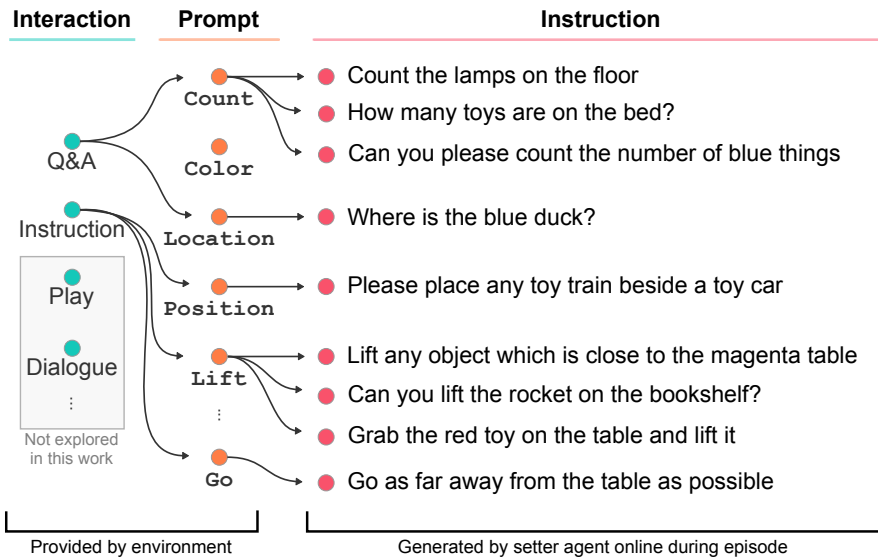 Interaction
Prompt
Instruction
Count
Count the lamps on the floor
How many toys are on the bed?
Q&A
Color
Can you please count the number of blue things
Instruction
Location
Where is the blue duck?
Play
Position
Please place any toy train beside a toy car
Dialogue
⋮
Lift
⋮
Lift any object which is close to the magenta table
Can you lift the rocket on the bookshelf?
Grab the red toy on the table and lift it
Not explored
in this work
Go
Go as far away from the table as possible
Provided by environment
Generated by setter agent online during episode